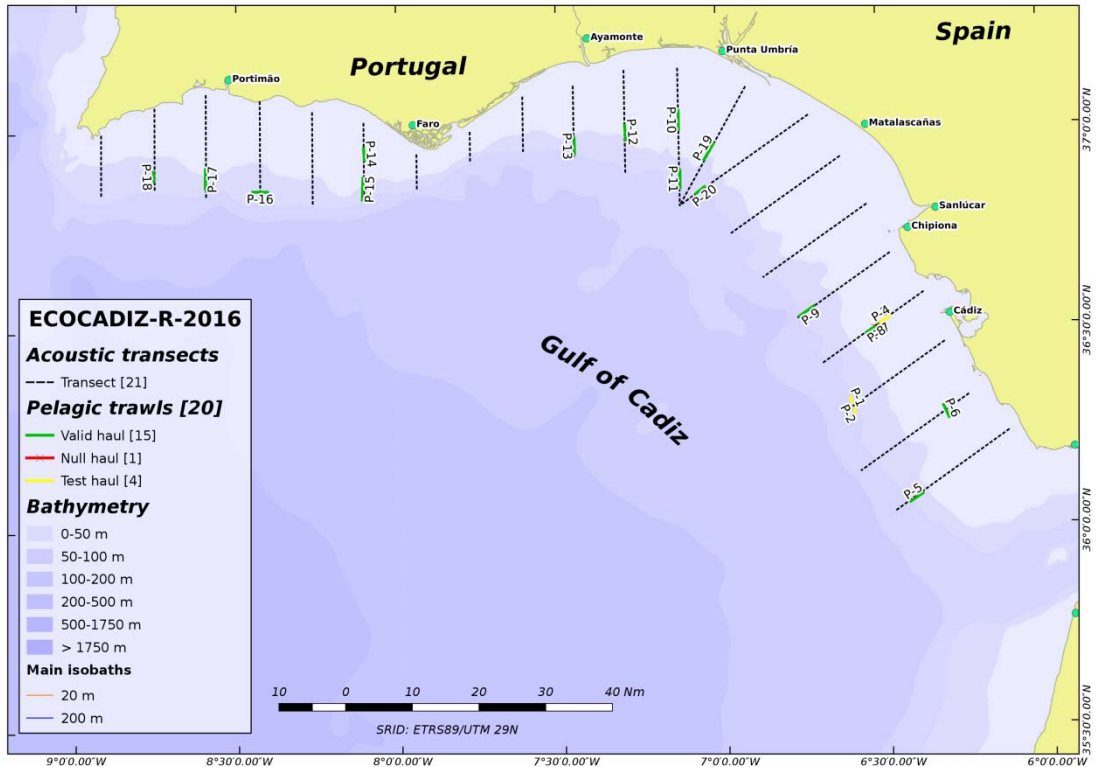 Spain
Portugal
Ayamonte
Punta Umbría
Portimão
Faro
Matalascañas
Sanlúcar
Chipiona
Cádiz
Gulf of Cadiz
P-18
P-17
P-16
P-14
P-15
P-13
P-12
P-10
P-11
P-19
P-20
P-9
P-4
P-1
P-2
P-6
P-5
ECOCADIZ-R-2016
Acoustic transects
Transect [21]
Pelagic trawls [20]
Valid haul [15]
Null haul [1]
Test haul [4]
Bathymetry
0-50 m
50-100 m
100-200 m
200-500 m
500-1750 m
> 1750 m
Main isobaths
20 m
200 m
10 0 10 20 30 40 Nm
SRID: ETRS89/UTM 29N
37°0'0.00"N
36°30'0.00"N
36°0'0.00"N
35°30'0.00"N
9°0'0.00"W 8°30'0.00"W 8°0'0.00"W 7°30'0.00"W 7°0'0.00"W 6°30'0.00"W 6°0'0.00"W